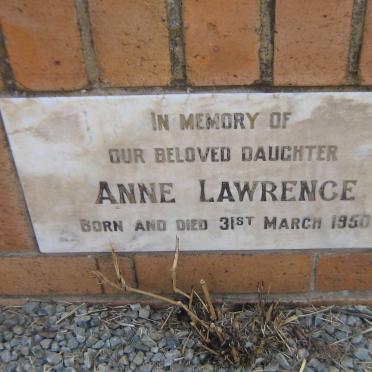 IN MEMORY OF
OUR BELOVED DAUGHTER
ANNE LAWRENCE
BORN AND DIED 31ST MARCH 1950